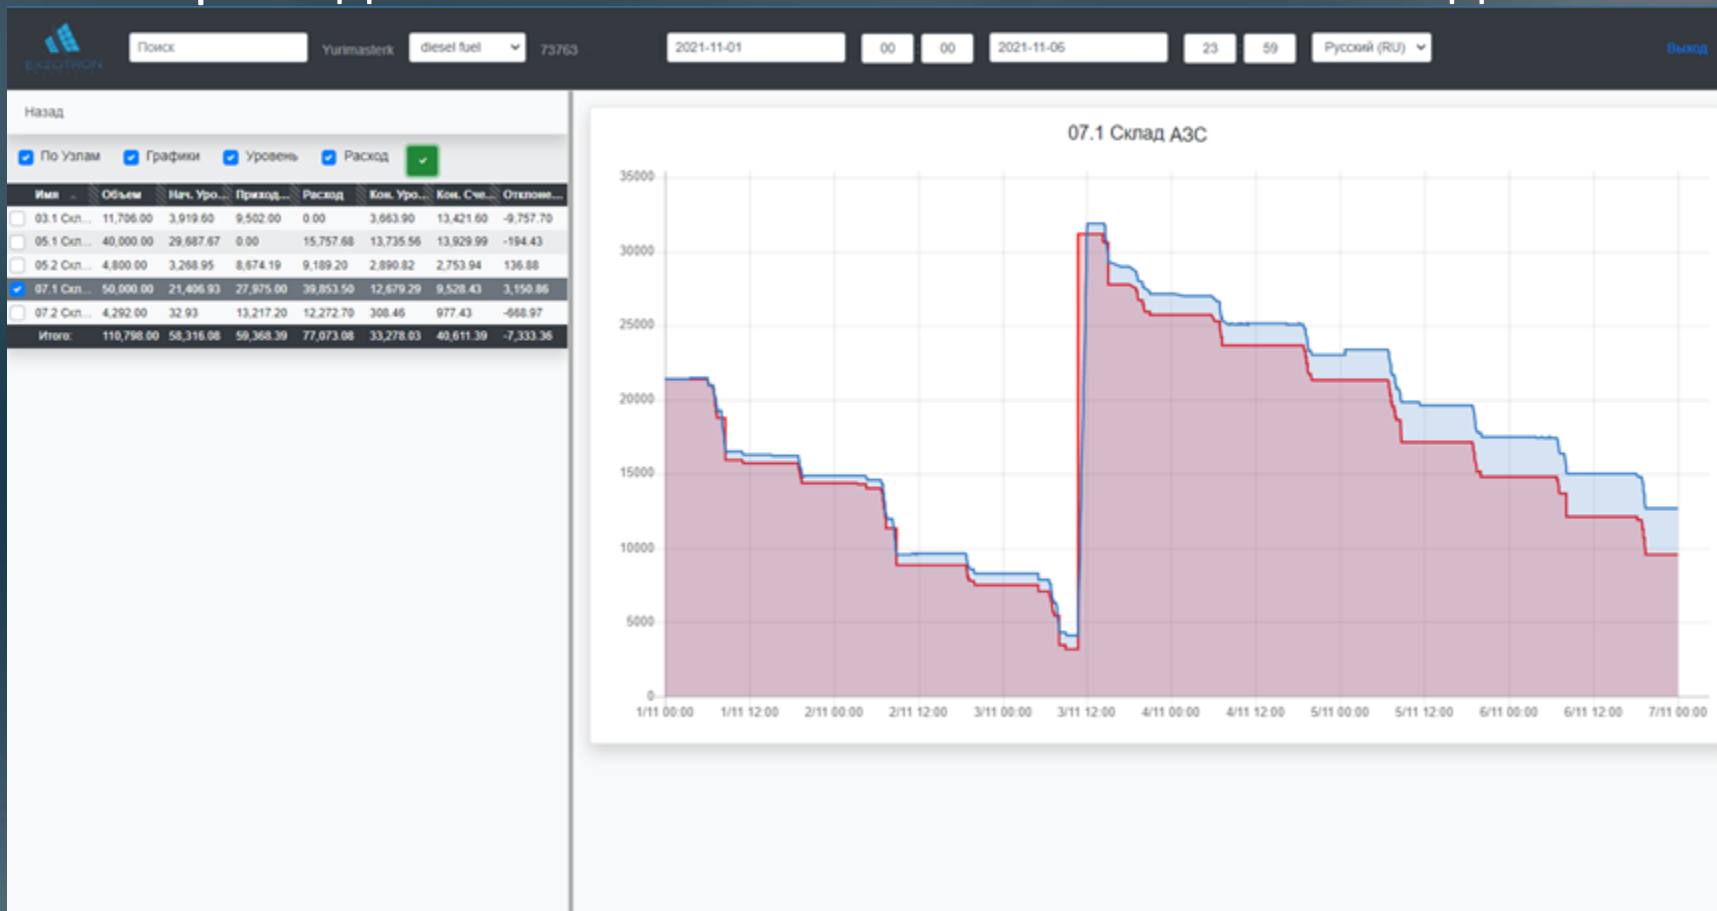 EXZOTRON
Поиск
Yurimasterk
diesel fuel
73763
2021-11-01
00
00
2021-11-06
23
59
Русский (RU)
Выход
Назад
По Узлам Графики Уровень Расход
Имя Объем Нач. Уро... Приход... Расход Кон. Уро... Кон. Сче... Отклоне...
03.1 Скл... 11,706.00 3,919.60 9,502.00 0.00 3,663.90 13,421.60 -9,757.70
05.1 Скл... 40,000.00 29,687.67 0.00 15,757.68 13,735.56 13,929.99 -194.43
05.2 Скл... 4,800.00 3,268.95 8,674.19 9,189.20 2,890.82 2,753.94 136.88
07.1 Скл... 50,000.00 21,406.93 27,975.00 39,853.50 12,679.29 9,528.43 3,150.86
07.2 Скл... 4,292.00 32.93 13,217.20 12,272.70 308.46 977.43 -668.97
Итого: 110,798.00 58,316.08 59,368.39 77,073.08 33,278.03 40,611.39 -7,333.36
07.1 Склад АЗС
35000
30000
25000
20000
15000
10000
5000
0
1/11 00:00 1/11 12:00 2/11 00:00 2/11 12:00 3/11 00:00 3/11 12:00 4/11 00:00 4/11 12:00 5/11 00:00 5/11 12:00 6/11 00:00 6/11 12:00 7/11 00:00